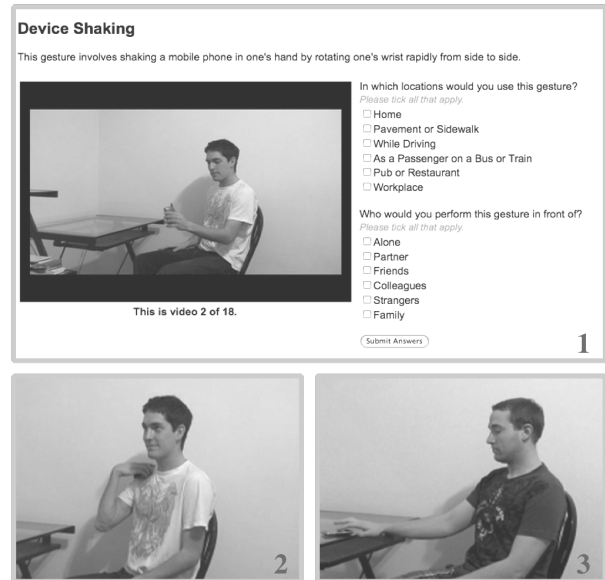 Device Shaking
This gesture involves shaking a mobile phone in one's hand by rotating one's wrist rapidly from side to side.
In which locations would you use this gesture?
Please tick all that apply.
Home
Pavement or Sidewalk
While Driving
As a Passenger on a Bus or Train
Pub or Restaurant
Workplace
Who would you perform this gesture in front of?
Please tick all that apply.
Alone
Partner
Friends
Colleagues
Strangers
Family
Submit Answers
This is video 2 of 18.
1
2
3